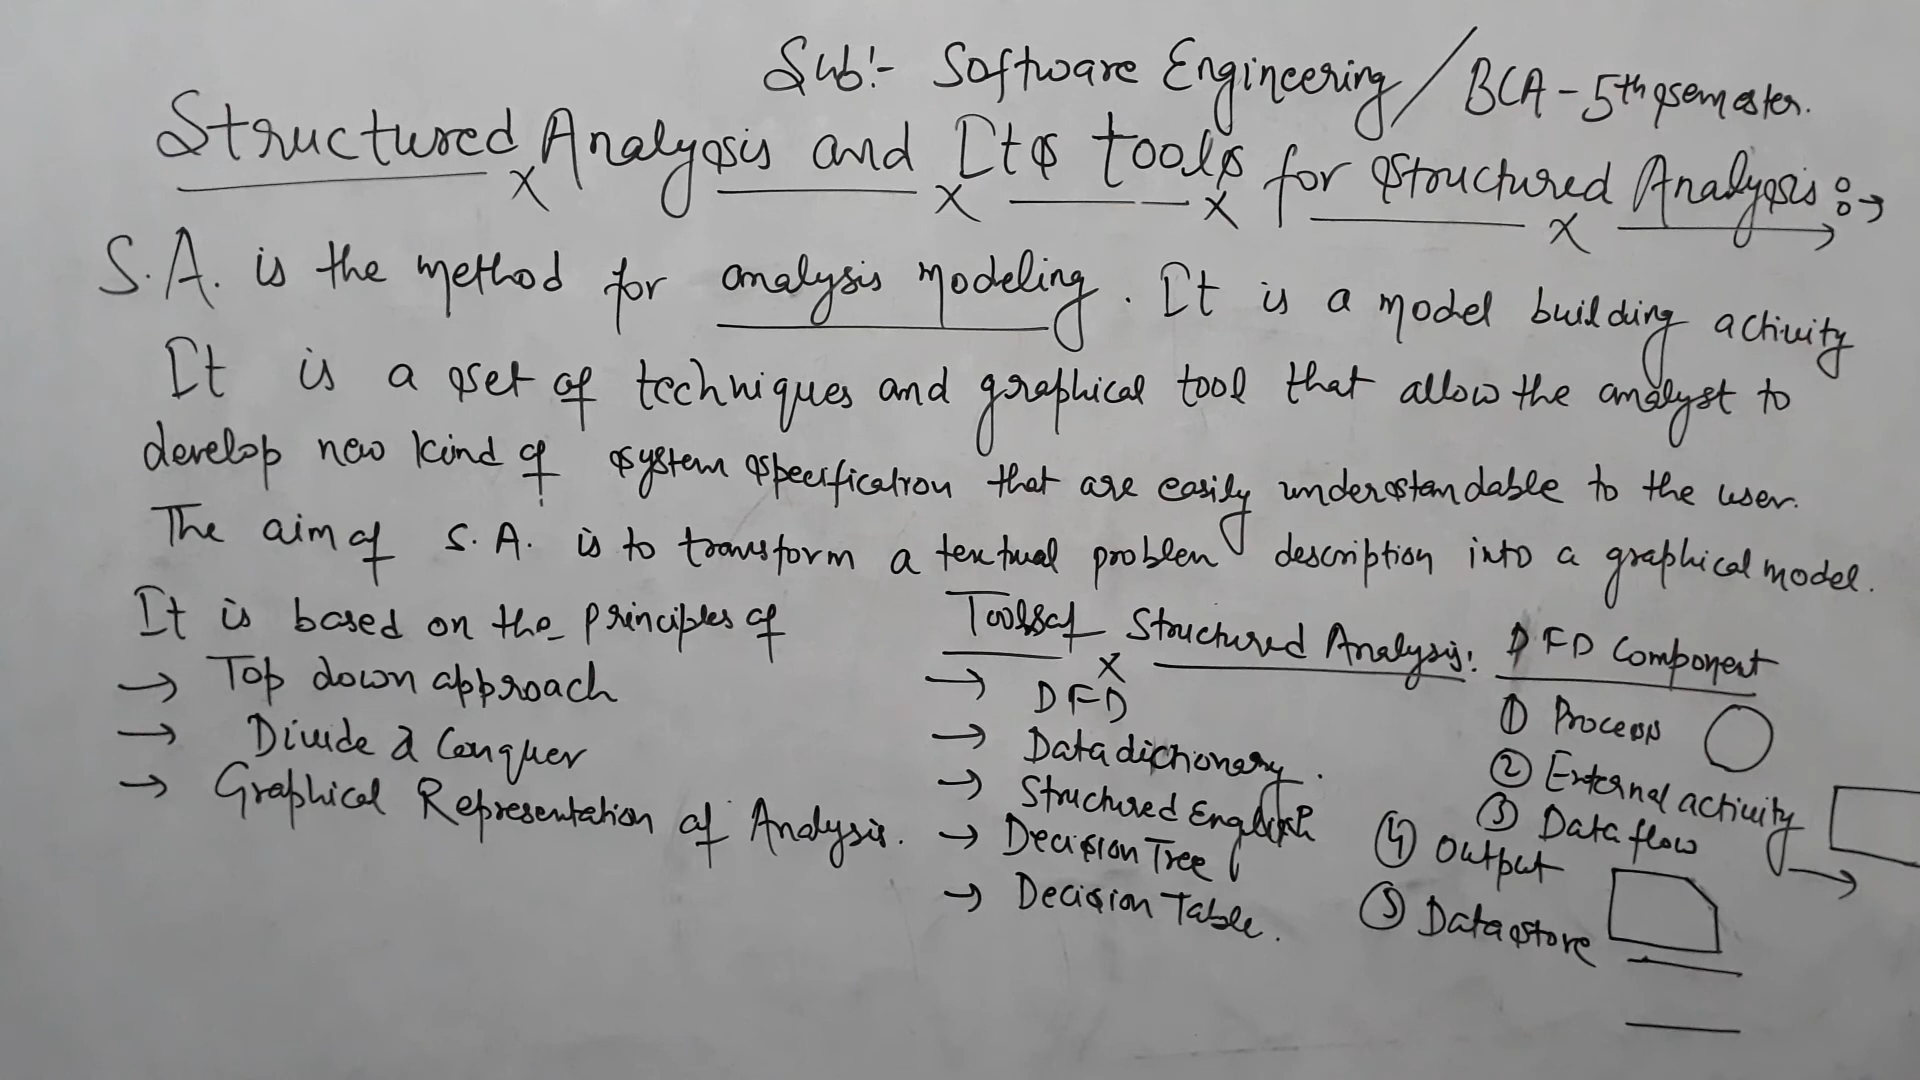 Sub:- Software Engineering / BCA - 5th semester.
Structured Analysis and Its tools for Structured Analysis :→
S.A. is the method for analysis modeling. It is a model building activity
It is a set of techniques and graphical tool that allow the analyst to
develop new kind of system specification that are easily understandable to the user.
The aim of S.A. is to transform a textual problem description into a graphical model.
It is based on the principles of
→ Top down approach
→ Divide & Conquer
→ Graphical Representation of Analysis.
Tools of Structured Analysis:
→ DFD
→ Data dictionary.
→ Structured English
→ Decision Tree
→ Decision Table.
DFD Component
① Process
② External activity
③ Data flow
④ Output
⑤ Data store